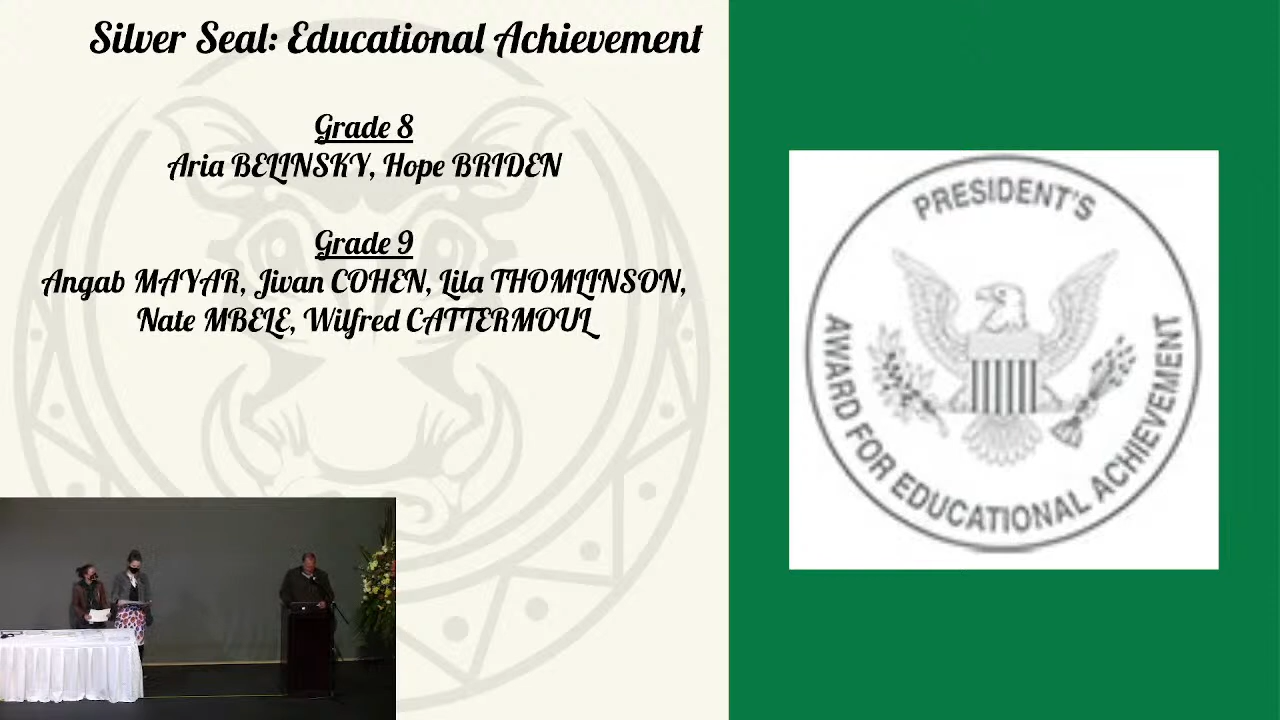 Silver Seal: Educational Achievement
Grade 8
Aria BELINSKY, Hope BRIDEN
Grade 9
Angab MAYAR, Jivan COHEN, Lila THOMLINSON,
Nate MBELE, Wilfred CATTERMOUL
PRESIDENT'S
AWARD FOR EDUCATIONAL ACHIEVEMENT